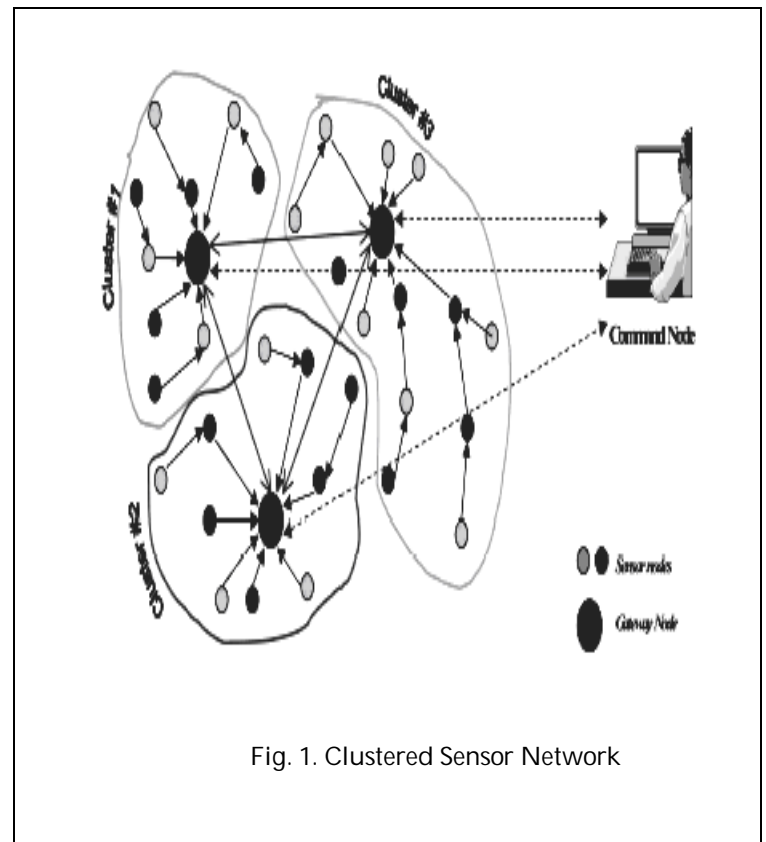 Cluster #3
Cluster #1
Command Node
Cluster #2
Sensor nodes
Gateway Node
Fig. 1. Clustered Sensor Network